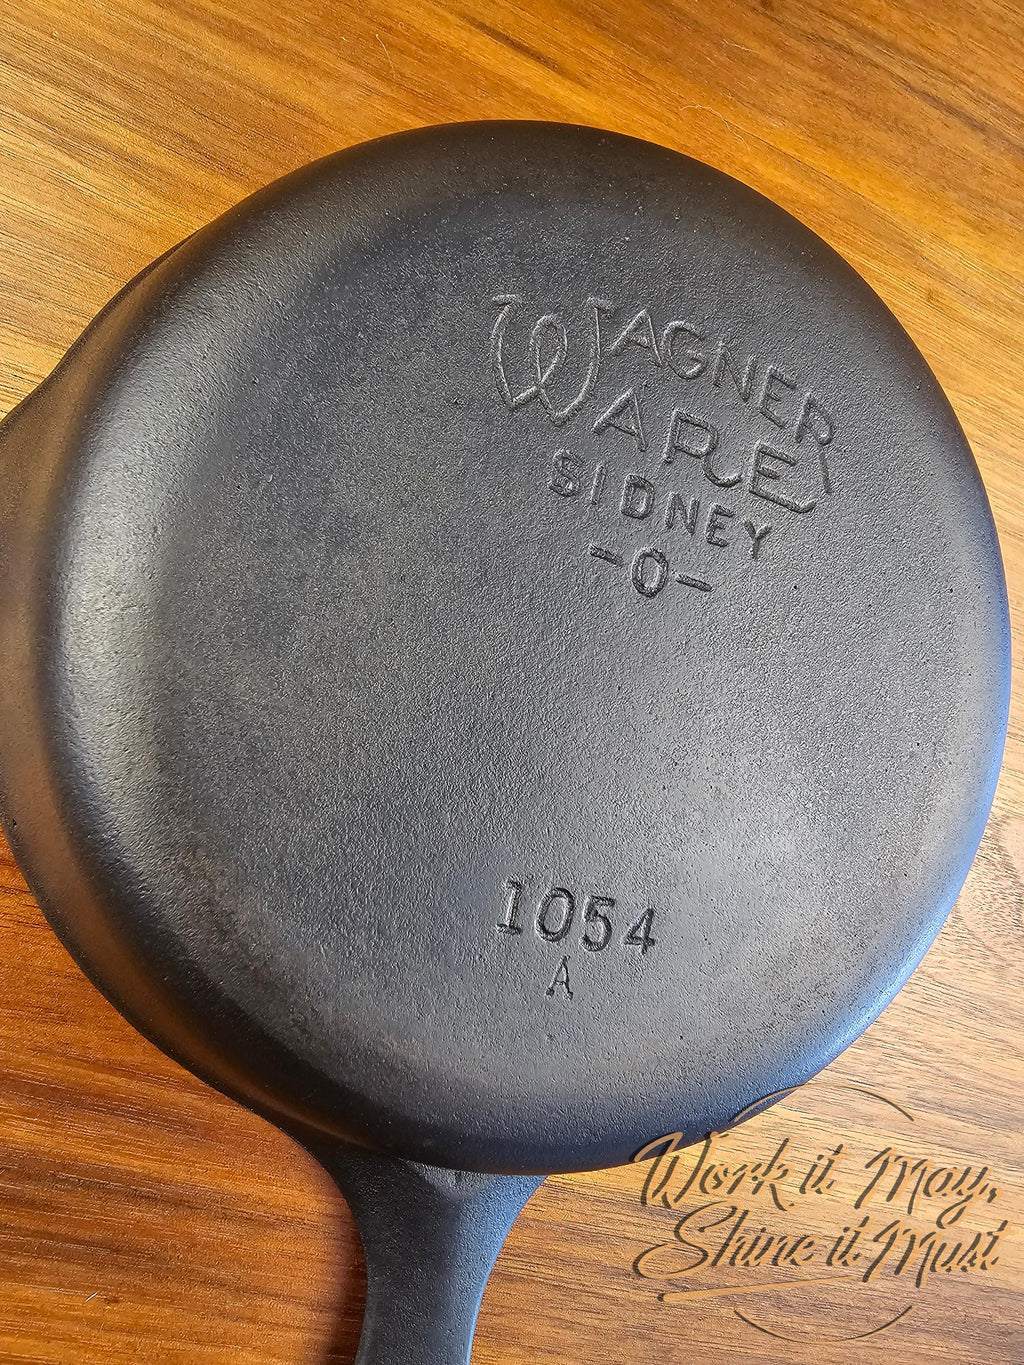 WAGNER
WARE
SIDNEY
-O-
1054
A
Work it May,
Shine it Must